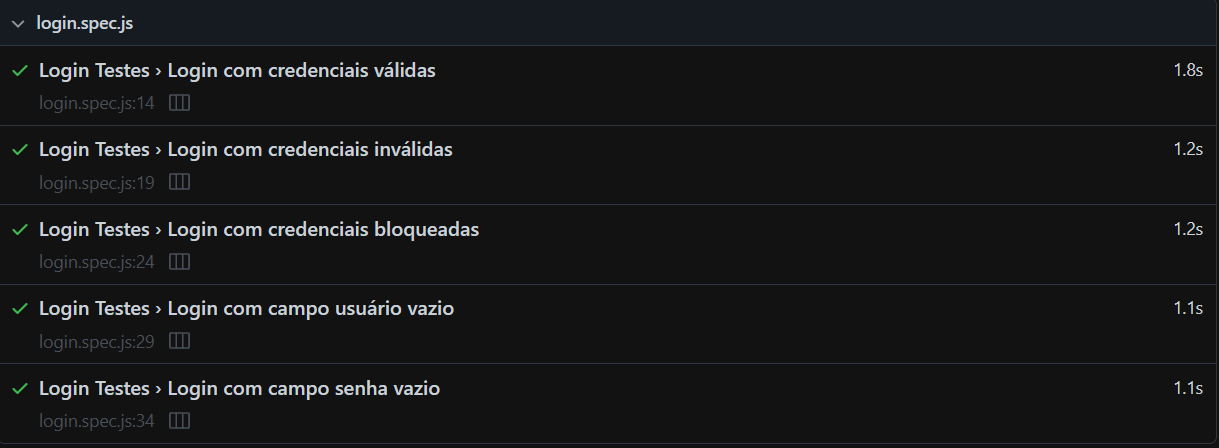 login.spec.js
Login Testes › Login com credenciais válidas 1.8s
login.spec.js:14
Login Testes › Login com credenciais inválidas 1.2s
login.spec.js:19
Login Testes › Login com credenciais bloqueadas 1.2s
login.spec.js:24
Login Testes › Login com campo usuário vazio 1.1s
login.spec.js:29
Login Testes › Login com campo senha vazio 1.1s
login.spec.js:34